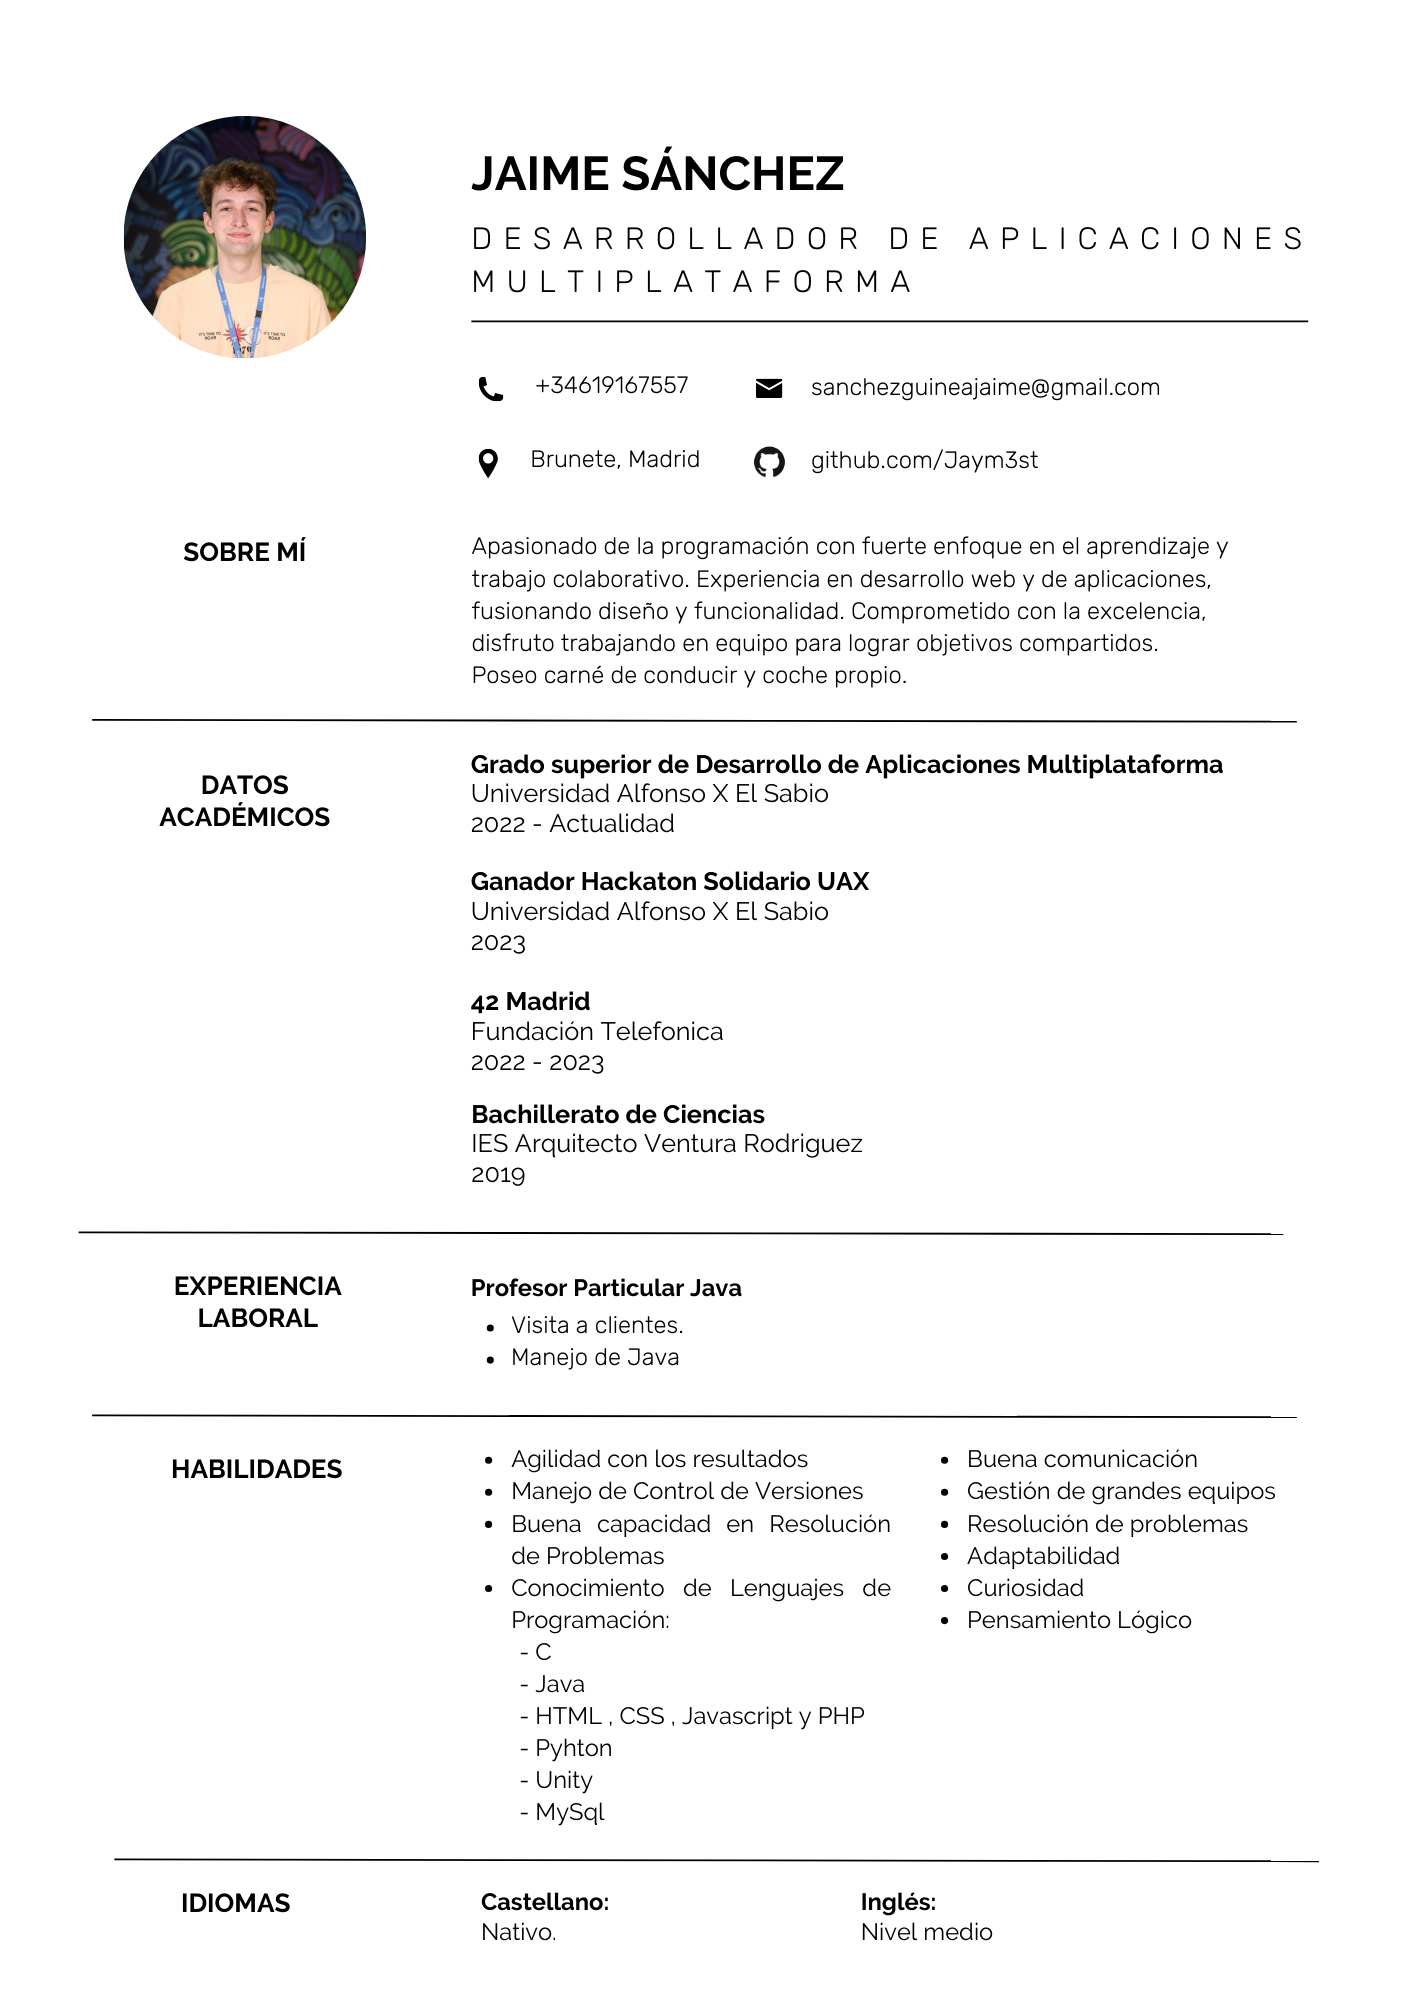 JAIME SÁNCHEZ
DESARROLLADOR DE APLICACIONES
MULTIPLATAFORMA
+34619167557
sanchezguineajaime@gmail.com
Brunete, Madrid
github.com/Jaym3st
SOBRE MÍ
Apasionado de la programación con fuerte enfoque en el aprendizaje y
trabajo colaborativo. Experiencia en desarrollo web y de aplicaciones,
fusionando diseño y funcionalidad. Comprometido con la excelencia,
disfruto trabajando en equipo para lograr objetivos compartidos.
Poseo carné de conducir y coche propio.
DATOS
ACADÉMICOS
Grado superior de Desarrollo de Aplicaciones Multiplataforma
Universidad Alfonso X El Sabio
2022 - Actualidad
Ganador Hackaton Solidario UAX
Universidad Alfonso X El Sabio
2023
42 Madrid
Fundación Telefonica
2022 - 2023
Bachillerato de Ciencias
IES Arquitecto Ventura Rodriguez
2019
EXPERIENCIA
LABORAL
Profesor Particular Java
• Visita a clientes.
• Manejo de Java
HABILIDADES
• Agilidad con los resultados
• Manejo de Control de Versiones
• Buena capacidad en Resolución
de Problemas
• Conocimiento de Lenguajes de
Programación:
- C
- Java
- HTML , CSS , Javascript y PHP
- Pyhton
- Unity
- MySql
• Buena comunicación
• Gestión de grandes equipos
• Resolución de problemas
• Adaptabilidad
• Curiosidad
• Pensamiento Lógico
IDIOMAS
Castellano:
Nativo.
Inglés:
Nivel medio